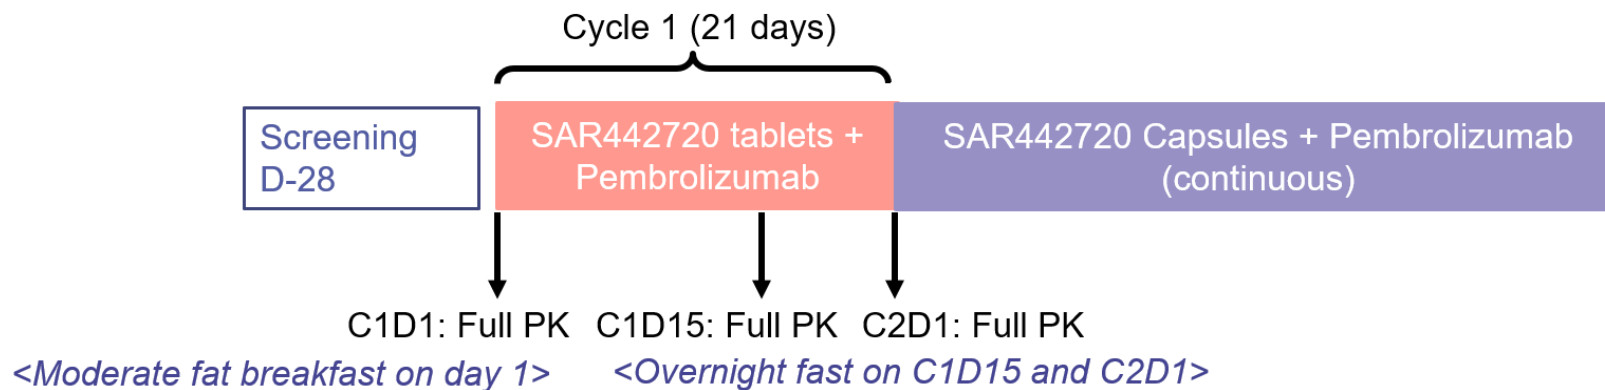 Cycle 1 (21 days)
Screening
D-28
SAR442720 tablets +
Pembrolizumab
SAR442720 Capsules + Pembrolizumab
(continuous)
C1D1: Full PK
C1D15: Full PK
C2D1: Full PK
<Moderate fat breakfast on day 1>
<Overnight fast on C1D15 and C2D1>